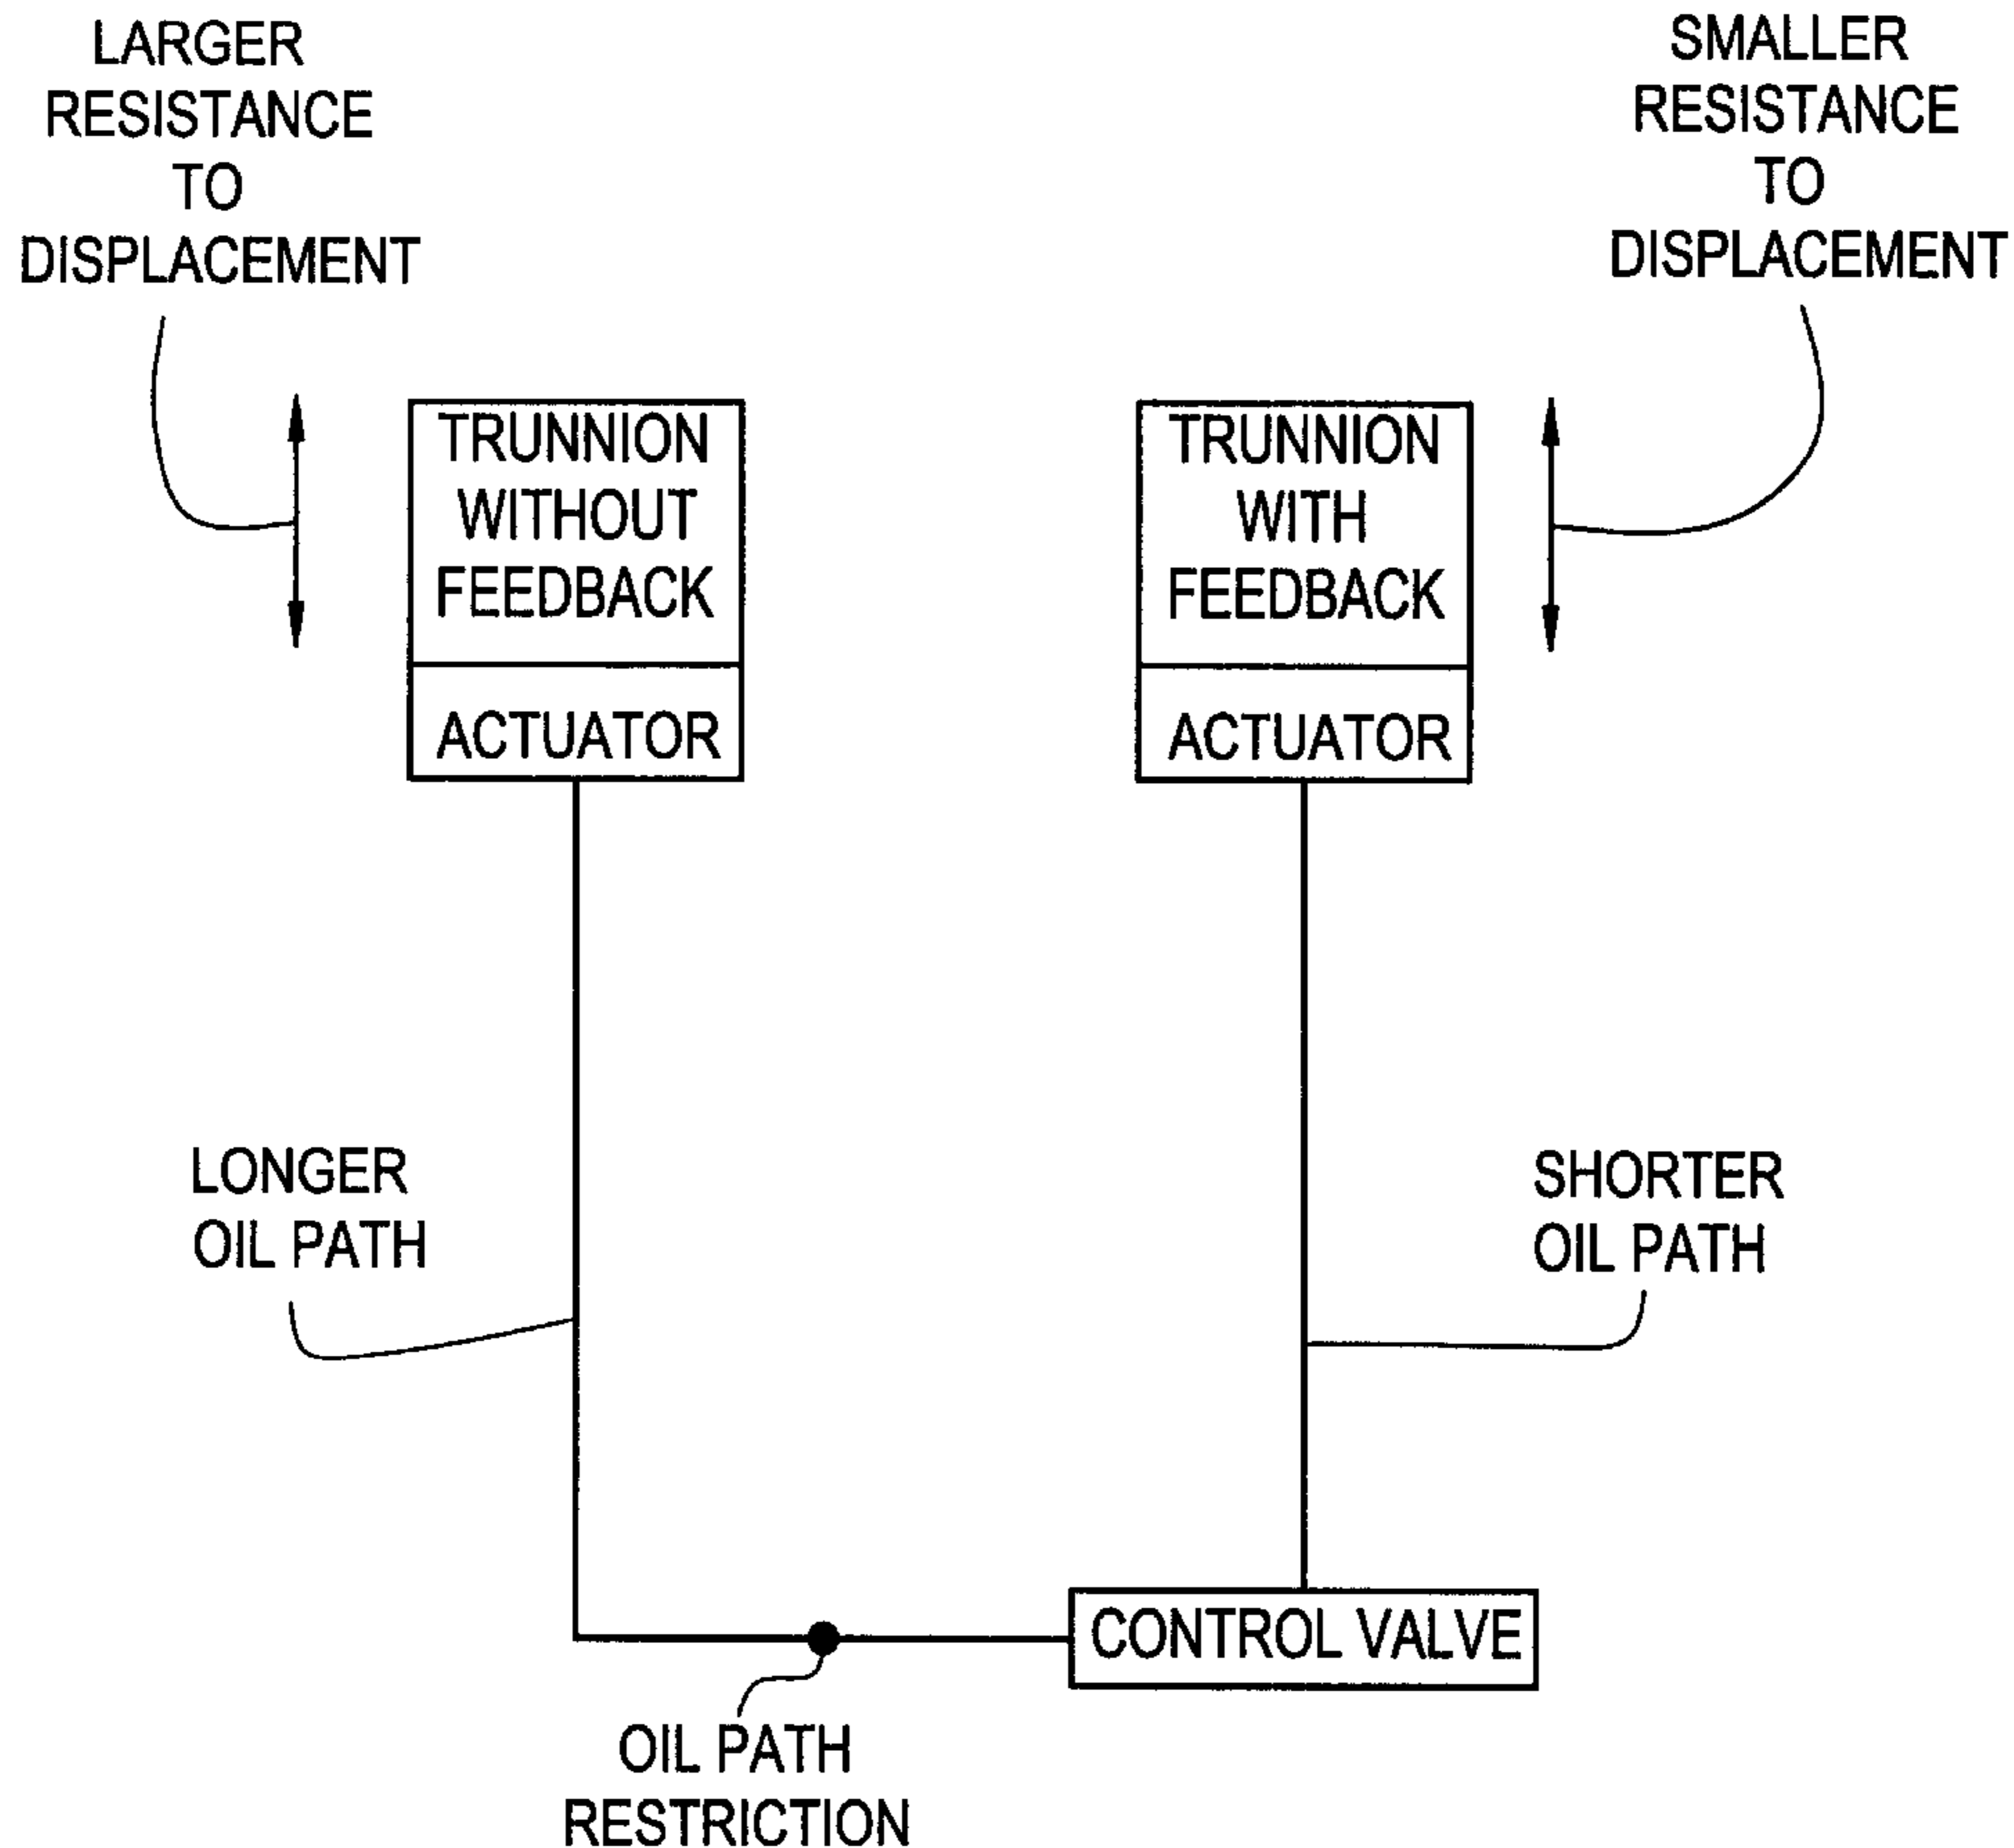 LARGER
RESISTANCE
TO
DISPLACEMENT
SMALLER
RESISTANCE
TO
DISPLACEMENT
TRUNNION
WITHOUT
FEEDBACK
ACTUATOR
TRUNNION
WITH
FEEDBACK
ACTUATOR
LONGER
OIL PATH
SHORTER
OIL PATH
CONTROL VALVE
OIL PATH
RESTRICTION